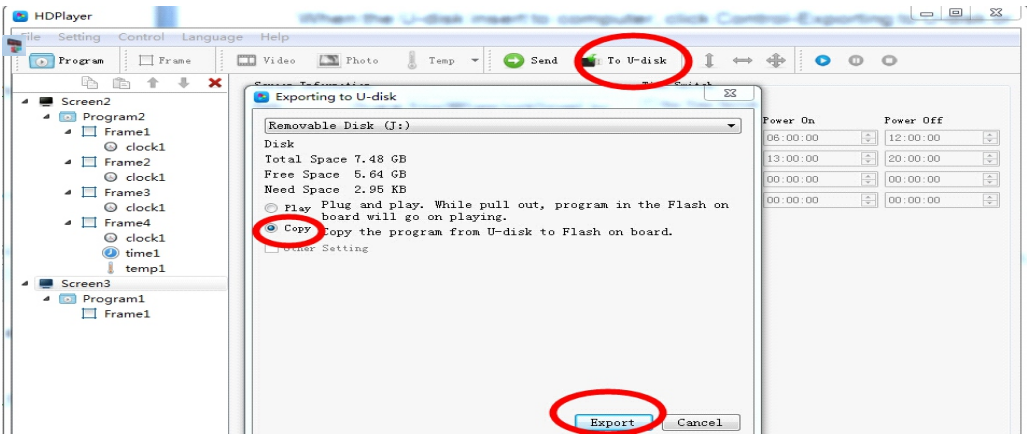 HDPlayer
When the U-disk insert to computer, click Control-Exporting to U-disk or
File Setting Control Language Help
Program Frame Video Photo Temp Send To U-disk
Screen2
Program2
Frame1
clock1
Frame2
clock1
Frame3
clock1
Frame4
clock1
time1
temp1
Screen3
Program1
Frame1
Exporting to U-disk
Removable Disk (J:)
Disk
Total Space 7.48 GB
Free Space 5.64 GB
Need Space 2.95 KB
Play Plug and play. While pull out, program in the Flash on
board will go on playing.
Copy Copy the program from U-disk to Flash on board.
Other Setting
Export Cancel
Power On Power Off
06:00:00 12:00:00
13:00:00 20:00:00
00:00:00 00:00:00
00:00:00 00:00:00